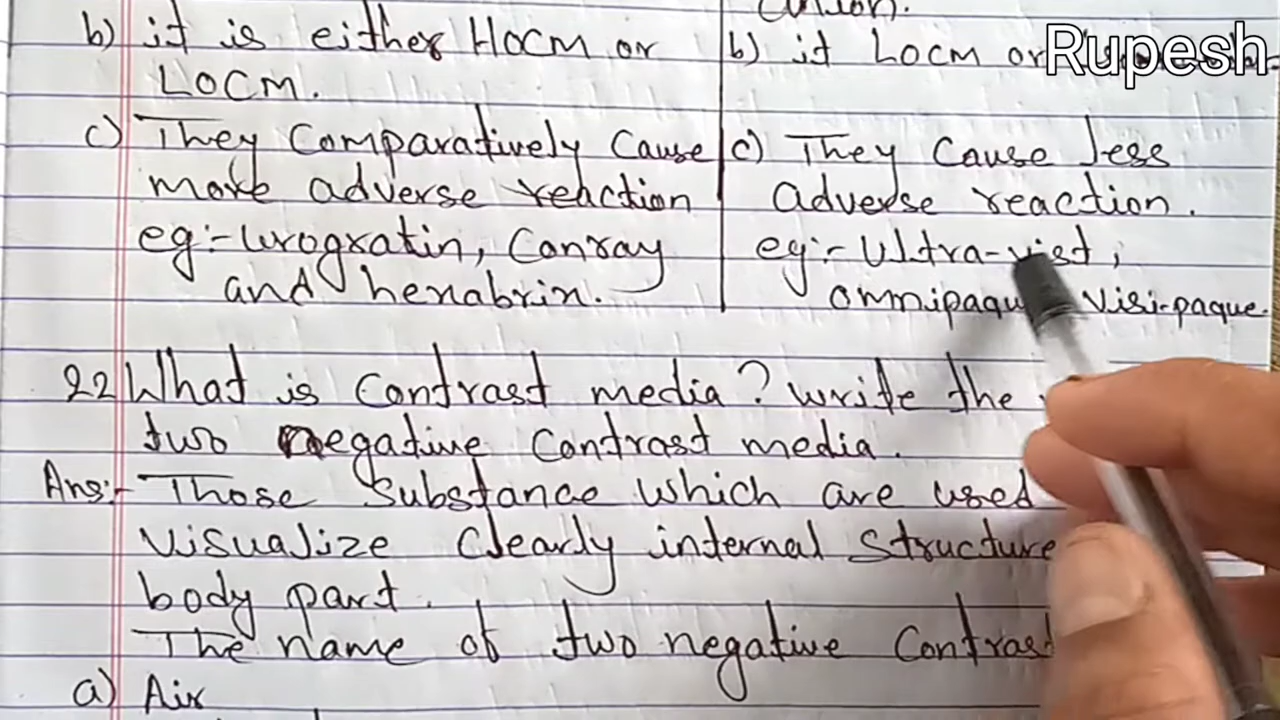 b) it is either HOCM or
LOCM.
c) They Comparatively Cause
more adverse reaction
eg:- Urografin, Conray
and henabrix.
b) it LOCM or
Rupesh
c) They Cause less
adverse reaction.
eg:- Ultra-vist,
omnipaque Visi-paque.
22 What is Contrast media? Write the
two negative Contrast media.
Ans:- Those Substance which are used
Visualize Clearly internal Structure
body part.
The name of two negative Contrast
a) Air